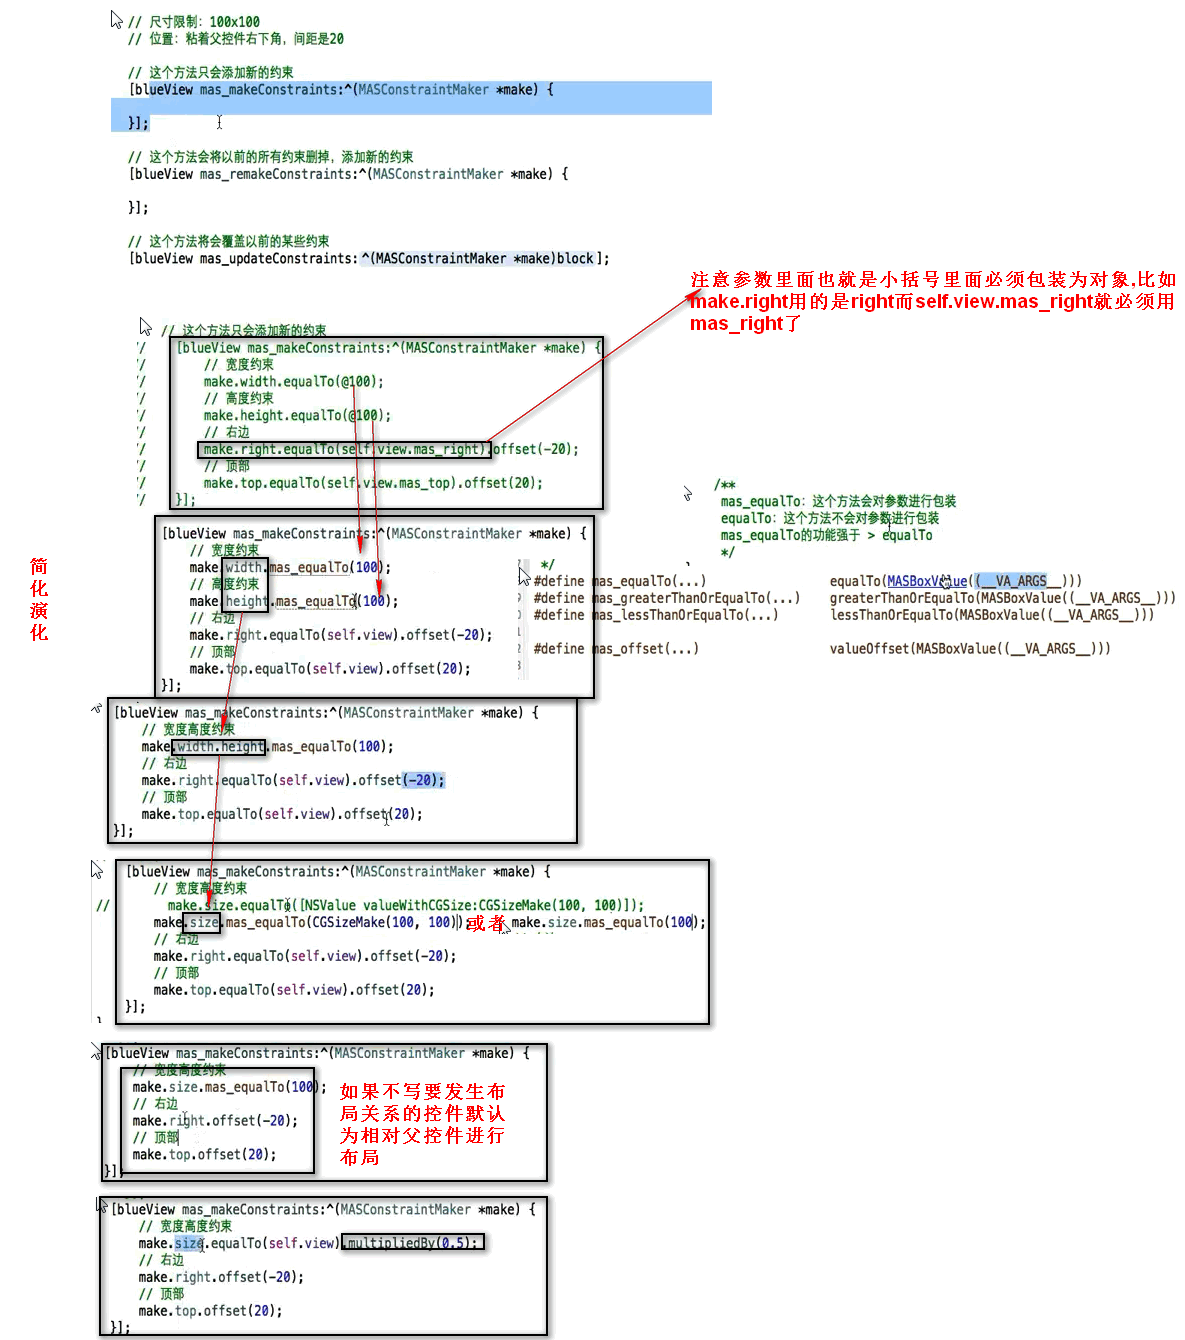 // 尺寸限制: 100x100
// 位置: 粘着父控件右下角, 间距是20
// 这个方法只会添加新的约束
[blueView mas_makeConstraints:^(MASConstraintMaker *make) {
}];
// 这个方法会将以前的所有约束删掉, 添加新的约束
[blueView mas_remakeConstraints:^(MASConstraintMaker *make) {
}];
// 这个方法将会覆盖以前的某些约束
[blueView mas_updateConstraints:^(MASConstraintMaker *make)block];
注意参数里面也就是小括号里面必须包装为对象,比如
make.right用的是right而self.view.mas_right就必须用
mas_right了
// 这个方法只会添加新的约束
// [blueView mas_makeConstraints:^(MASConstraintMaker *make) {
// // 宽度约束
// make.width.equalTo(@100);
// // 高度约束
// make.height.equalTo(@100);
// // 右边
// make.right.equalTo(self.view.mas_right).offset(-20);
// // 顶部
// make.top.equalTo(self.view.mas_top).offset(20);
// }];
/**
mas_equalTo: 这个方法会对参数进行包装
equalTo: 这个方法不会对参数进行包装
mas_equalTo的功能强于 > equalTo
*/
#define mas_equalTo(...) equalTo(MASBoxValue((__VA_ARGS__)))
#define mas_greaterThanOrEqualTo(...) greaterThanOrEqualTo(MASBoxValue((__VA_ARGS__)))
#define mas_lessThanOrEqualTo(...) lessThanOrEqualTo(MASBoxValue((__VA_ARGS__)))
#define mas_offset(...) valueOffset(MASBoxValue((__VA_ARGS__)))
简化演化
[blueView mas_makeConstraints:^(MASConstraintMaker *make) {
// 宽度约束
make.width.mas_equalTo(100);
// 高度约束
make.height.mas_equalTo(100);
// 右边
make.right.equalTo(self.view).offset(-20);
// 顶部
make.top.equalTo(self.view).offset(20);
}];
[blueView mas_makeConstraints:^(MASConstraintMaker *make) {
// 宽度高度约束
make.width.height.mas_equalTo(100);
// 右边
make.right.equalTo(self.view).offset(-20);
// 顶部
make.top.equalTo(self.view).offset(20);
}];
[blueView mas_makeConstraints:^(MASConstraintMaker *make) {
// 宽度高度约束
// make.size.equalTo([NSValue valueWithCGSize:CGSizeMake(100, 100)]);
make.size.mas_equalTo(CGSizeMake(100, 100)); 或者 make.size.mas_equalTo(100);
// 右边
make.right.equalTo(self.view).offset(-20);
// 顶部
make.top.equalTo(self.view).offset(20);
}];
[blueView mas_makeConstraints:^(MASConstraintMaker *make) {
// 宽度高度约束
make.size.mas_equalTo(100);
// 右边
make.right.offset(-20);
// 顶部
make.top.offset(20);
}];
如果不写要发生布
局关系的控件默认
为相对父控件进行
布局
[blueView mas_makeConstraints:^(MASConstraintMaker *make) {
// 宽度高度约束
make.size.equalTo(self.view).multipliedBy(0.5);
// 右边
make.right.offset(-20);
// 顶部
make.top.offset(20);
}];